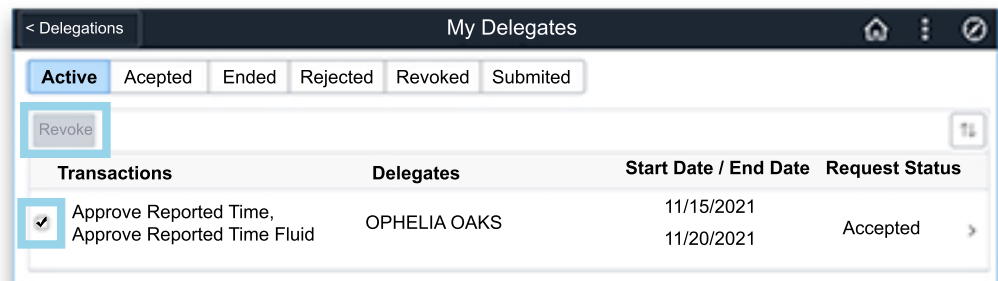 < Delegations My Delegates
Active Acepted Ended Rejected Revoked Submited
Revoke
Transactions Delegates Start Date / End Date Request Status
Approve Reported Time,
Approve Reported Time Fluid
OPHELIA OAKS
11/15/2021
11/20/2021
Accepted